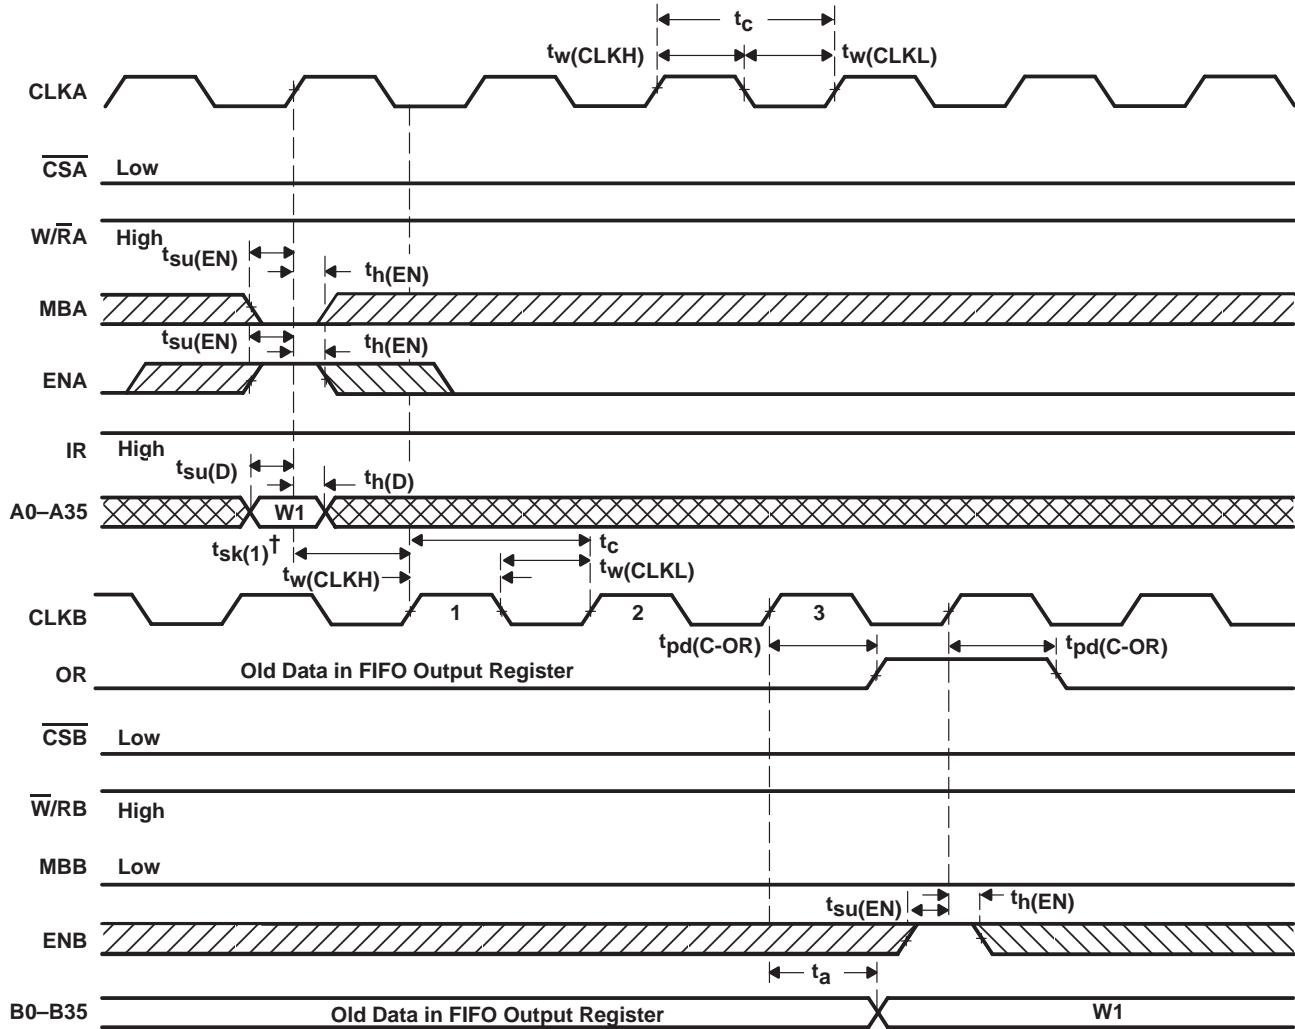 tc
tw(CLKH) tw(CLKL)
CLKA
CSA Low
W/RA High
tsu(EN) th(EN)
MBA
tsu(EN) th(EN)
ENA
IR High
tsu(D) th(D)
A0–A35 W1
tsk(1)† tc
tw(CLKH) tw(CLKL)
CLKB 1 2 3
tpd(C-OR) tpd(C-OR)
OR Old Data in FIFO Output Register
CSB Low
W/RB High
MBB Low
tsu(EN) th(EN)
ENB
ta
B0–B35 Old Data in FIFO Output Register W1